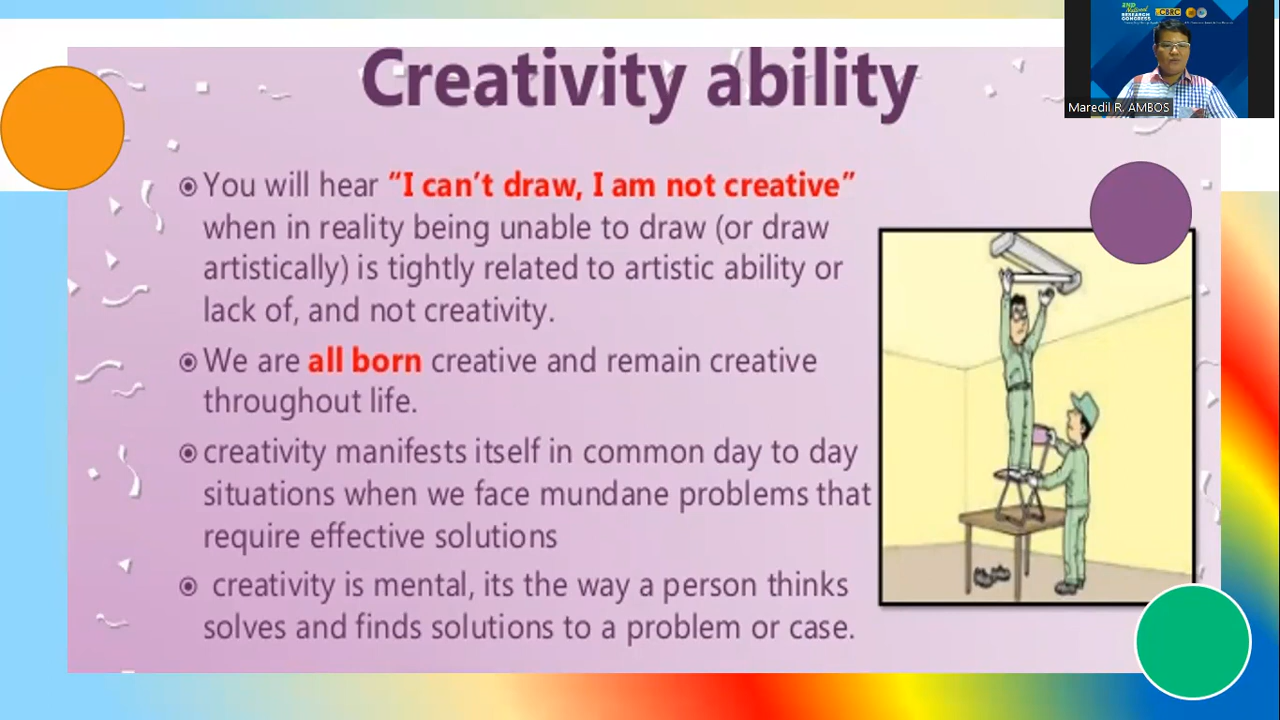 Creativity ability
You will hear “I can’t draw, I am not creative”
when in reality being unable to draw (or draw
artistically) is tightly related to artistic ability or
lack of, and not creativity.
We are all born creative and remain creative
throughout life.
creativity manifests itself in common day to day
situations when we face mundane problems that
require effective solutions
creativity is mental, its the way a person thinks
solves and finds solutions to a problem or case.
National
RESEARCH
CONGRESS
CBRC
Maredil R. AMBOS